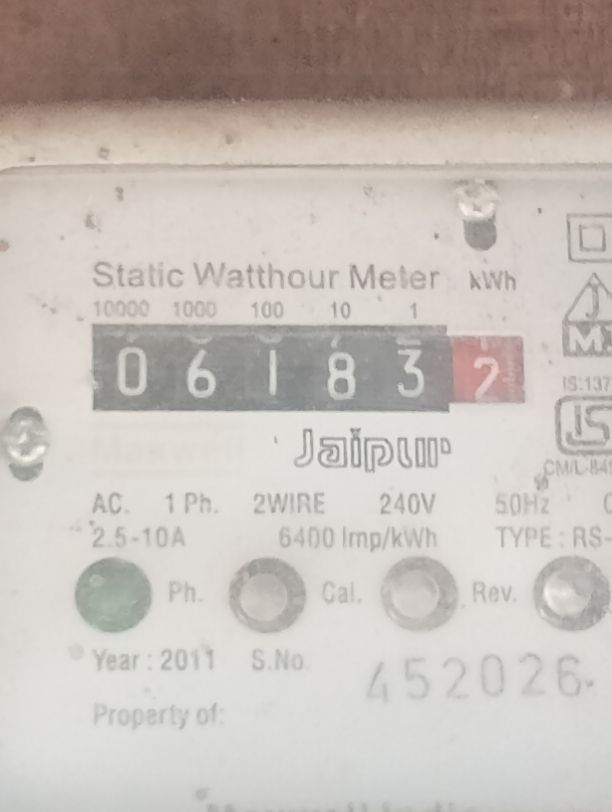 Static Watthour Meter kWh
10000 1000 100 10 1
0 6 1 8 3 2
J
M.
IS:137
Jaipur
CM/L-84
AC. 1 Ph. 2WIRE 240V 50Hz
2.5-10A 6400 Imp/kWh TYPE : RS-
Ph. Cal. Rev.
Year : 2011 S.No. 452026
Property of: